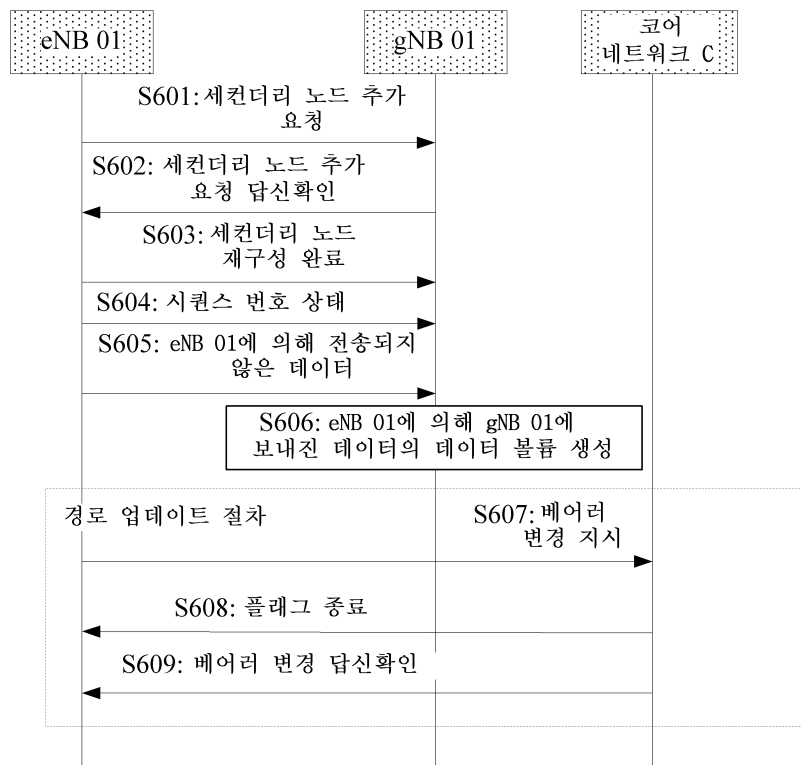 eNB 01
gNB 01
코어
네트워크 C
S601: 세컨더리 노드 추가
요청
S602: 세컨더리 노드 추가
요청 답신확인
S603: 세컨더리 노드
재구성 완료
S604: 시퀀스 번호 상태
S605: eNB 01에 의해 전송되지
않은 데이터
S606: eNB 01에 의해 gNB 01에
보내진 데이터의 데이터 볼륨 생성
경로 업데이트 절차
S607: 베어러
변경 지시
S608: 플래그 종료
S609: 베어러 변경 답신확인